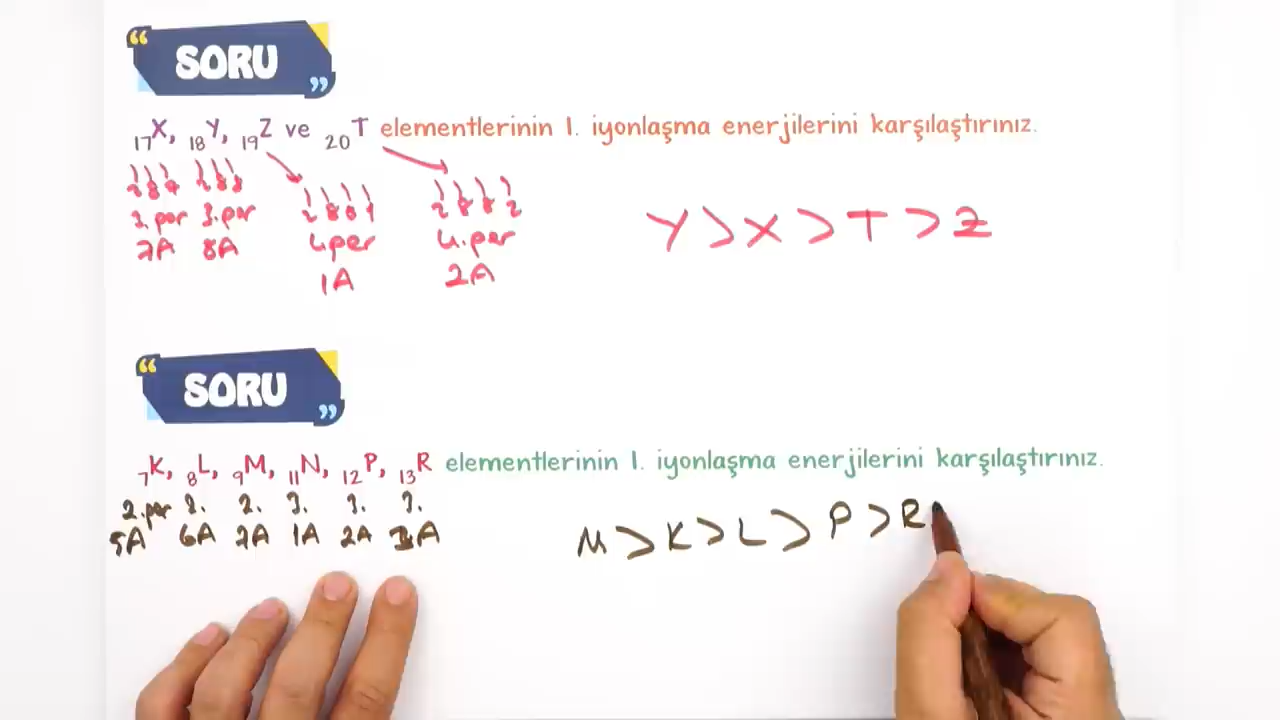 “ SORU ”
17X, 18Y, 19Z ve 20T elementlerinin 1. iyonlaşma enerjilerini karşılaştırınız.
2 8 7 2 8 8 2 8 8 1 2 8 8 2
3.per 3.per 4per 4.per
7A 8A 1A 2A
Y > X > T > Z
“ SORU ”
7K, 8L, 9M, 11N, 12P, 13R elementlerinin 1. iyonlaşma enerjilerini karşılaştırınız.
2.per 2. 2. 3. 3. 3.
5A 6A 7A 1A 2A 3A
M > K > L > P > R